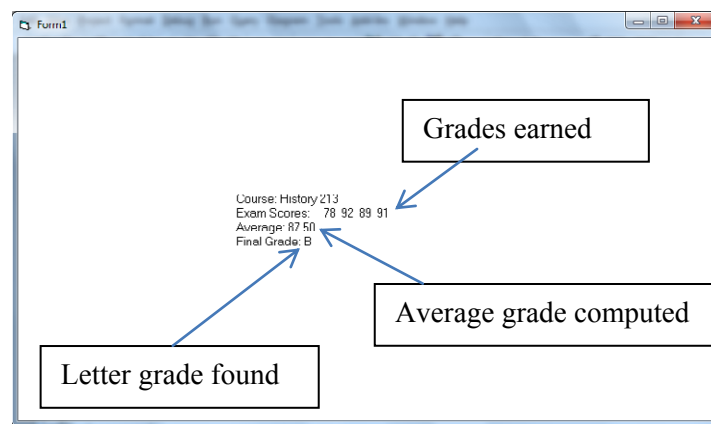 Form1
Grades earned
Course: History 213
Exam Scores: 78 92 89 91
Average: 87.50
Final Grade: B
Average grade computed
Letter grade found